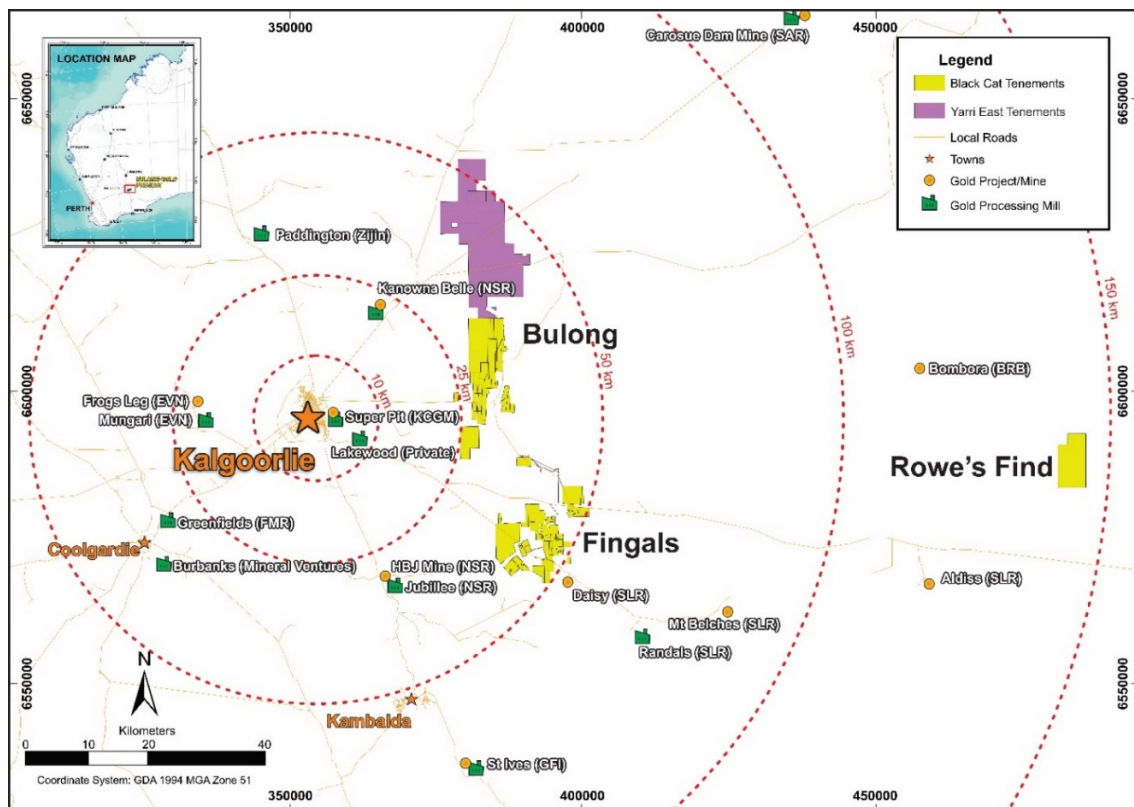 350000
400000
450000
Carosue Dam Mine (SAR)
LOCATION MAP
PERTH
Legend
Black Cat Tenements
Yarri East Tenements
Local Roads
Towns
Gold Project/Mine
Gold Processing Mill
6650000
6650000
Paddington (Zijin)
Kanowna Belle (NSR)
Bulong
150 km
100 km
50 km
25 km
10 km
Bombora (BRB)
6600000
6600000
Frogs Leg (EVN)
Mungari (EVN)
Super Pit (KCGM)
Lakewood (Private)
Kalgoorlie
Rowe's Find
Greenfields (FMR)
Coolgardie
Burbanks (Mineral Ventures)
Fingals
HBJ Mine (NSR)
Jubillee (NSR)
Daisy (SLR)
Aldiss (SLR)
Mt Belches (SLR)
Randals (SLR)
6550000
6550000
N
Kilometers
0 10 20 40
Coordinate System: GDA 1994 MGA Zone 51
Kambalda
St Ives (GFI)
350000
400000
450000